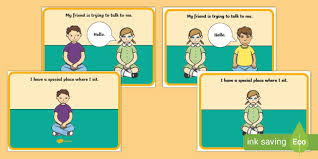 My friend is trying to talk to me.
Hello.
My friend is trying to talk to me.
Hello.
I have a special place where I sit.
I have a special place where I sit.
ink saving
Eco